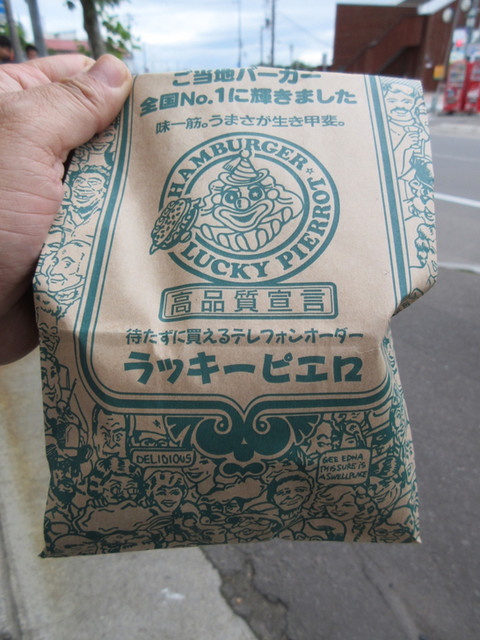 ご当地バーガー
全国No.1に輝きました
味一筋。うまさが生き甲斐。
HAMBURGER
LUCKY PIERROT
高品質宣言
待たずに買えるテレフォンオーダー
ラッキーピエロ
DELIDIOUS
GEE EDNA
THIS SURE IS
A SWELL PLACE